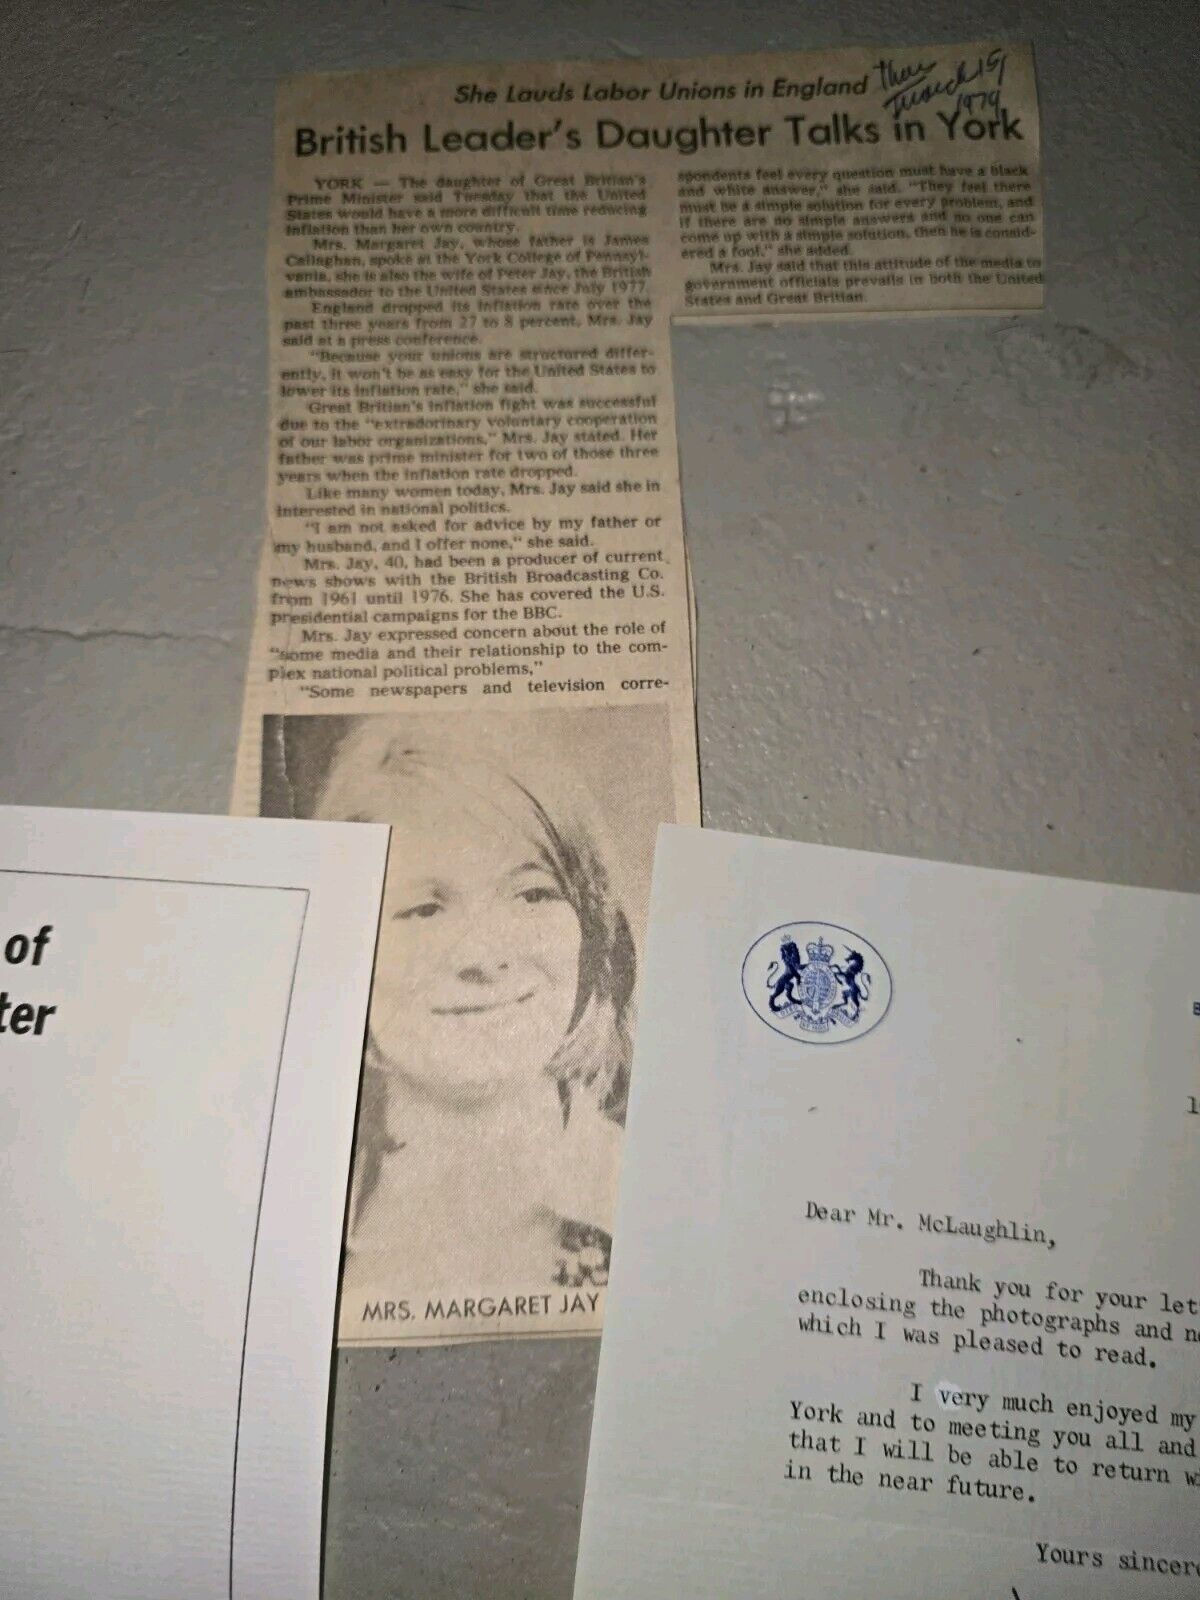 She Lauds Labor Unions in England
Thur
March 15,
1979
British Leader's Daughter Talks in York
YORK — The daughter of Great Britian's
Prime Minister said Tuesday that the United
States would have a more difficult time reducing
inflation than her own country.
Mrs. Margaret Jay, whose father is James
Callaghan, spoke at the York College of Pennsyl-
vania, she is also the wife of Peter Jay, the British
ambassador to the United States since July 1977.
England dropped its inflation rate over the
past three years from 27 to 8 percent, Mrs. Jay
said at a press conference.
"Because your unions are structured differ-
ently, it won't be as easy for the United States to
lower its inflation rate," she said.
Great Britian's inflation fight was successful
due to the "extradorinary voluntary cooperation
of our labor organizations," Mrs. Jay stated. Her
father was prime minister for two of those three
years when the inflation rate dropped.
Like many women today, Mrs. Jay said she in
interested in national politics.
"I am not asked for advice by my father or
my husband, and I offer none," she said.
Mrs. Jay, 40, had been a producer of current
news shows with the British Broadcasting Co.
from 1961 until 1976. She has covered the U.S.
presidential campaigns for the BBC.
Mrs. Jay expressed concern about the role of
"some media and their relationship to the com-
plex national political problems,"
"Some newspapers and television corre-
spondents feel every question must have a black
and white answer," she said. "They feel there
must be a simple solution for every problem, and
if there are no simple answers and no one can
come up with a simple solution, then he is consid-
ered a fool," she added.
Mrs. Jay said that this attitude of the media to
government officials prevails in both the United
States and Great Britian.
MRS. MARGARET JAY
of
ter
Dear Mr. McLaughlin,
Thank you for your let
enclosing the photographs and ne
which I was pleased to read.
I very much enjoyed my
York and to meeting you all and
that I will be able to return wi
in the near future.
Yours sincere